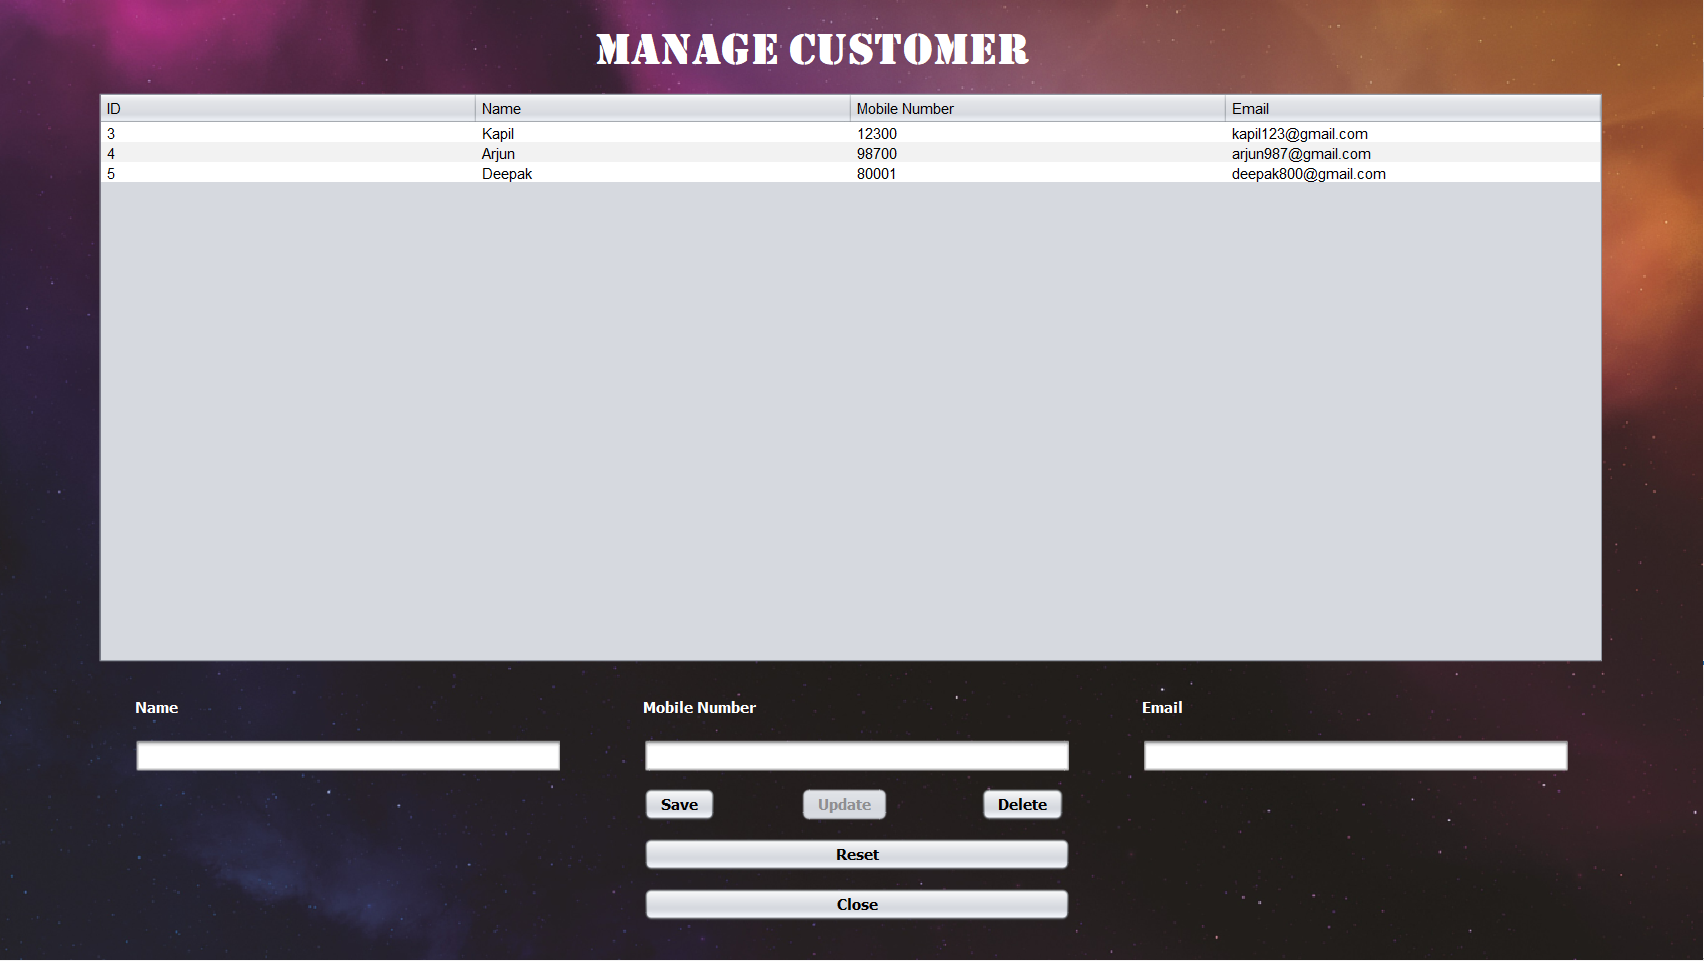 MANAGE CUSTOMER
ID Name Mobile Number Email
3 Kapil 12300 kapil123@gmail.com
4 Arjun 98700 arjun987@gmail.com
5 Deepak 80001 deepak800@gmail.com
Name Mobile Number Email
Save Update Delete
Reset
Close